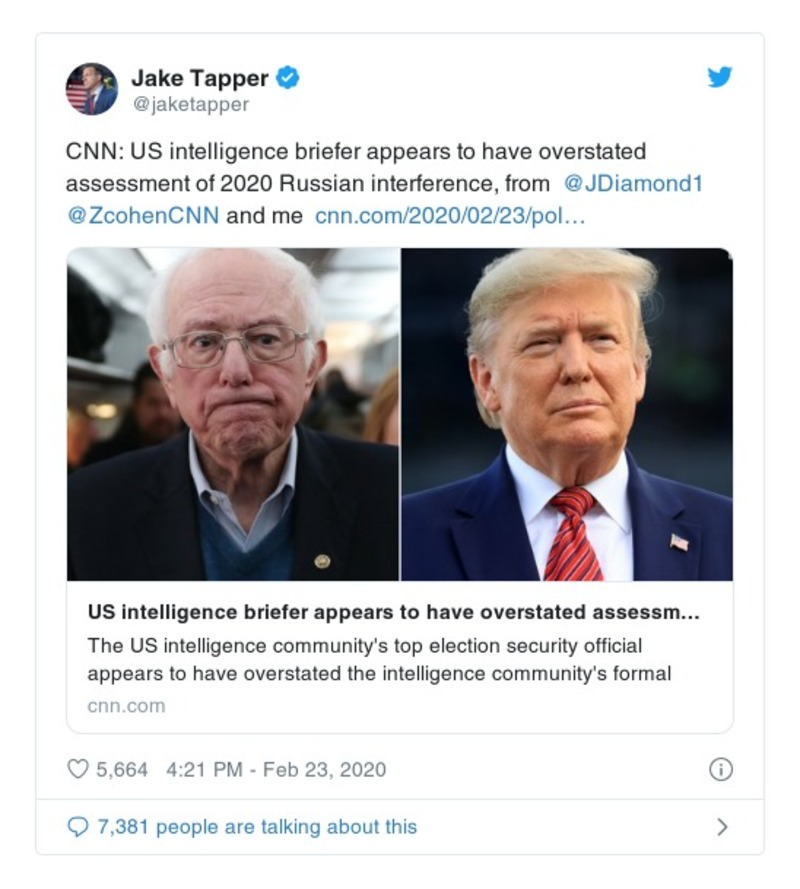 Jake Tapper
@jaketapper
CNN: US intelligence briefer appears to have overstated
assessment of 2020 Russian interference, from @JDiamond1
@ZcohenCNN and me cnn.com/2020/02/23/pol…
US intelligence briefer appears to have overstated assessm…
The US intelligence community's top election security official
appears to have overstated the intelligence community's formal
cnn.com
5,664 4:21 PM - Feb 23, 2020
7,381 people are talking about this